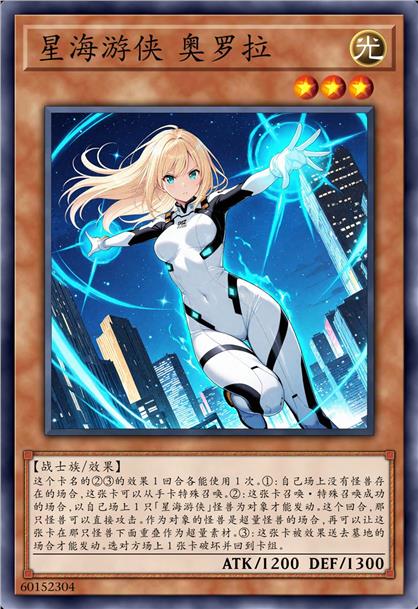 星海游侠 奥罗拉
光
【战士族/效果】
这个卡名的②③的效果1回合各能使用1次。①:自己场上没有怪兽存
在的场合,这张卡可以从手卡特殊召唤。②:这张卡召唤·特殊召唤成功
的场合,以自己场上1只「星海游侠」怪兽为对象才能发动。这个回合,那
只怪兽可以直接攻击。作为对象的怪兽是超量怪兽的场合,再可以让这
张卡在那只怪兽下面重叠作为超量素材。③:这张卡被效果送去墓地的
场合才能发动。选对方场上1张卡破坏并回到卡组。
ATK/1200 DEF/1300
60152304